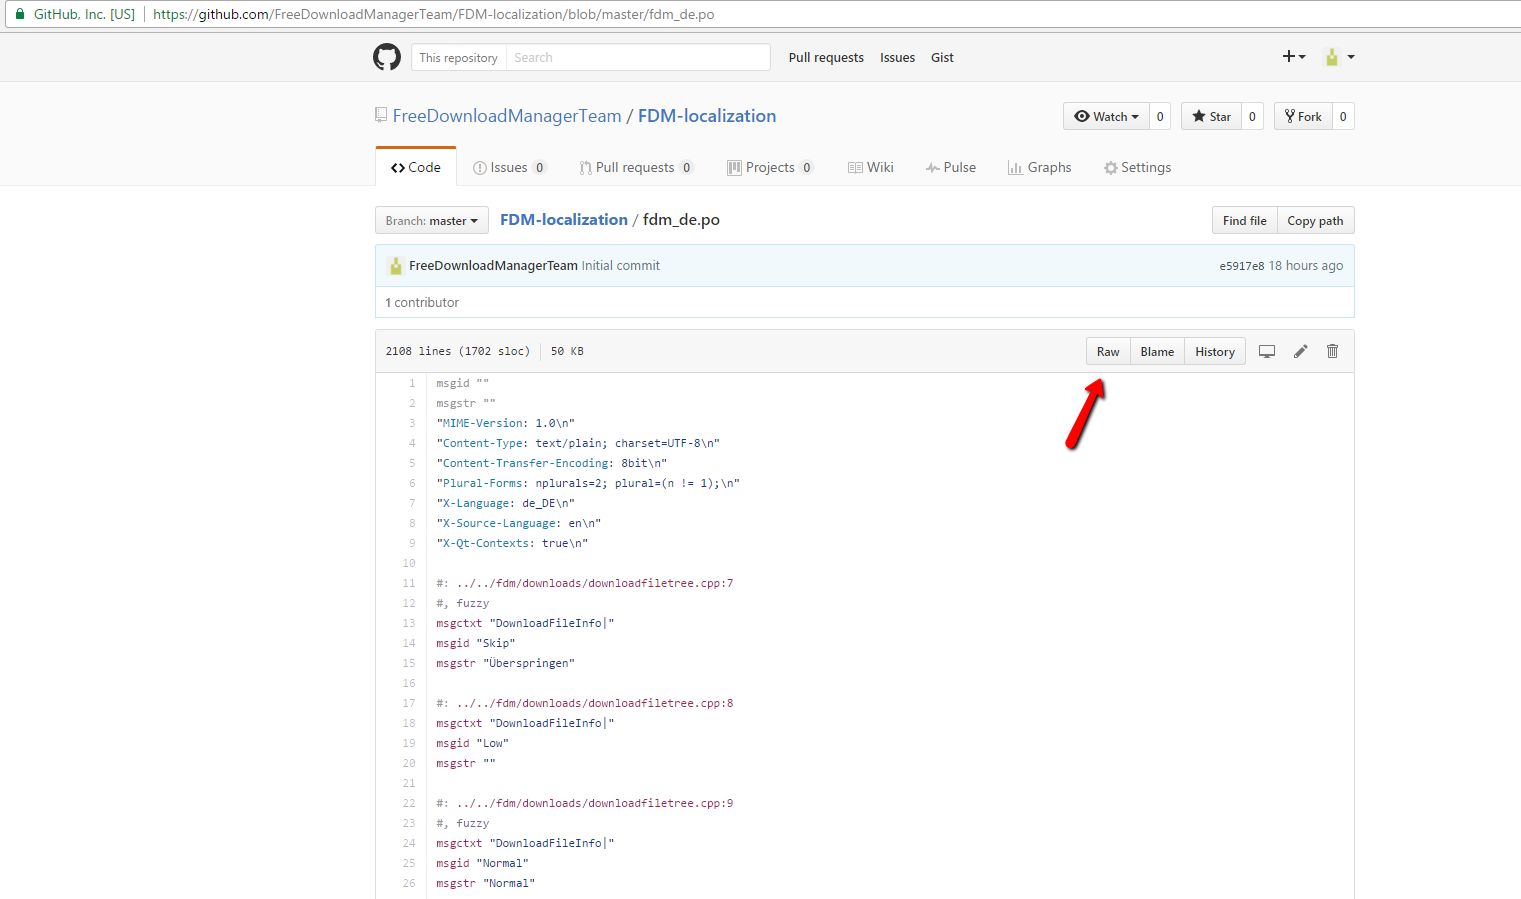 GitHub, Inc. [US] https://github.com/FreeDownloadManagerTeam/FDM-localization/blob/master/fdm_de.po
This repository Search Pull requests Issues Gist
FreeDownloadManagerTeam / FDM-localization Watch 0 Star 0 Fork 0
Code Issues 0 Pull requests 0 Projects 0 Wiki Pulse Graphs Settings
Branch: master FDM-localization / fdm_de.po Find file Copy path
FreeDownloadManagerTeam Initial commit e5917e8 18 hours ago
1 contributor
2108 lines (1702 sloc) 50 KB Raw Blame History
1 msgid ""
2 msgstr ""
3 "MIME-Version: 1.0\n"
4 "Content-Type: text/plain; charset=UTF-8\n"
5 "Content-Transfer-Encoding: 8bit\n"
6 "Plural-Forms: nplurals=2; plural=(n != 1);\n"
7 "X-Language: de_DE\n"
8 "X-Source-Language: en\n"
9 "X-Qt-Contexts: true\n"
10
11 #: ../../fdm/downloads/downloadfiletree.cpp:7
12 #, fuzzy
13 msgctxt "DownloadFileInfo|"
14 msgid "Skip"
15 msgstr "Überspringen"
16
17 #: ../../fdm/downloads/downloadfiletree.cpp:8
18 msgctxt "DownloadFileInfo|"
19 msgid "Low"
20 msgstr ""
21
22 #: ../../fdm/downloads/downloadfiletree.cpp:9
23 #, fuzzy
24 msgctxt "DownloadFileInfo|"
25 msgid "Normal"
26 msgstr "Normal"